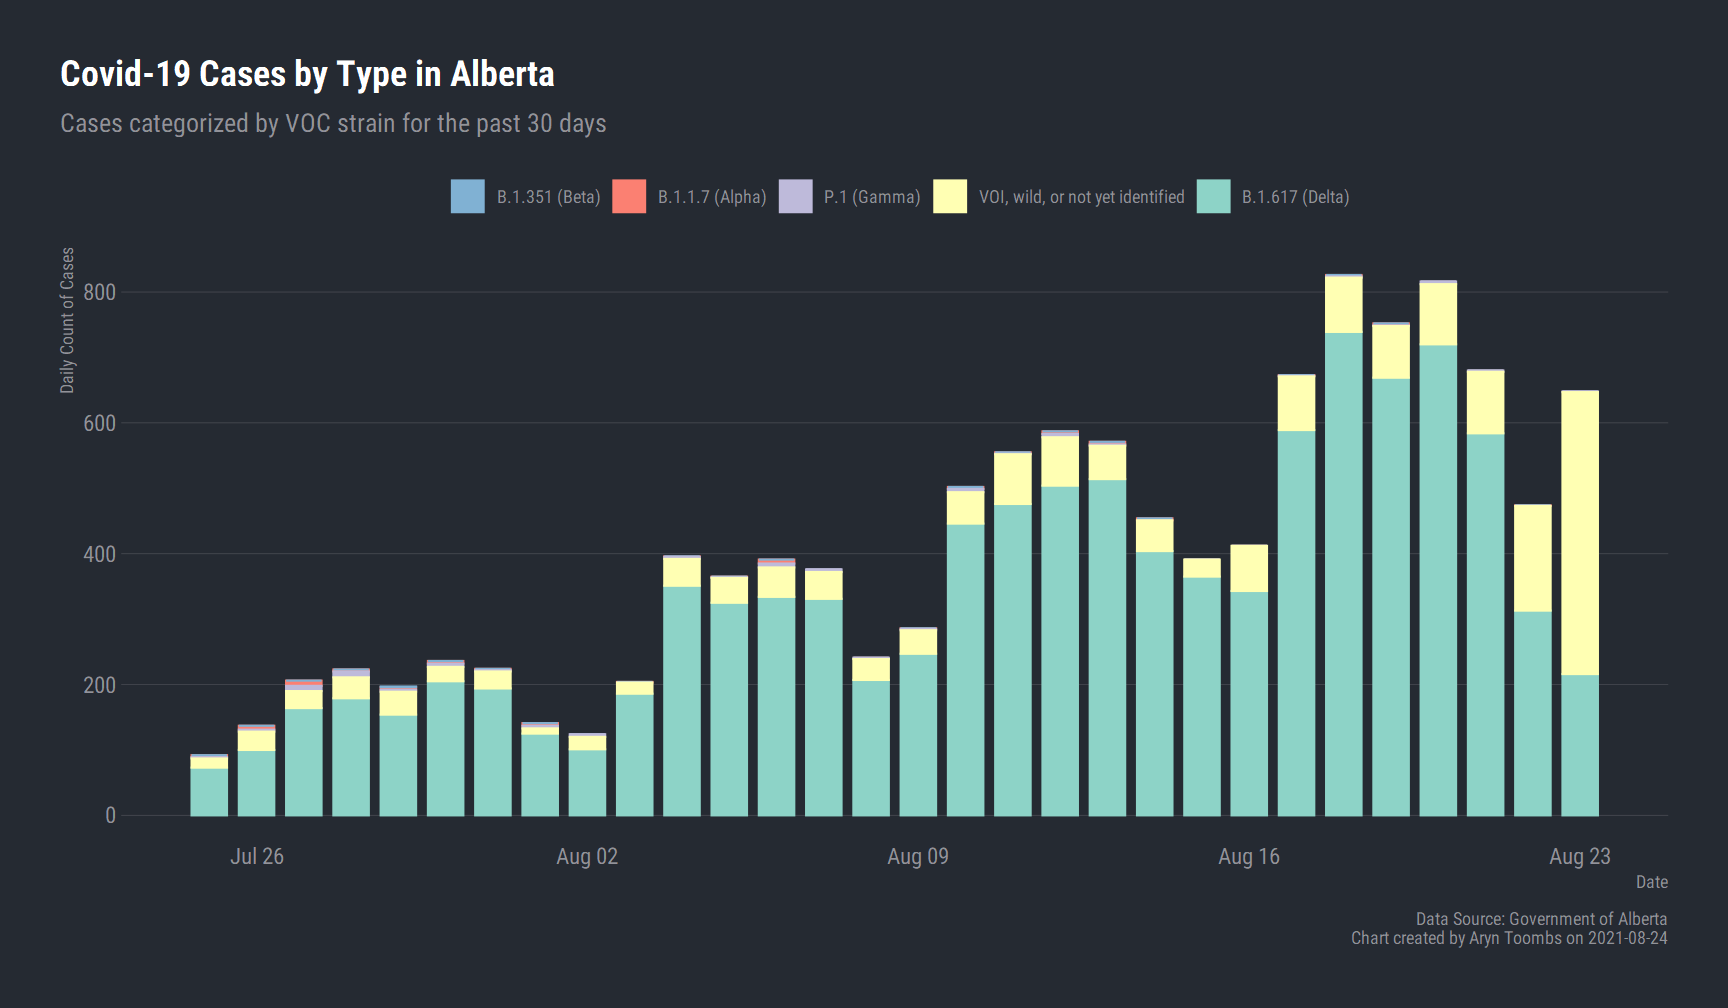 Covid-19 Cases by Type in Alberta
Cases categorized by VOC strain for the past 30 days
B.1.351 (Beta)
B.1.1.7 (Alpha)
P.1 (Gamma)
VOI, wild, or not yet identified
B.1.617 (Delta)
Daily Count of Cases
800
600
400
200
0
Jul 26
Aug 02
Aug 09
Aug 16
Aug 23
Date
Data Source: Government of Alberta
Chart created by Aryn Toombs on 2021-08-24